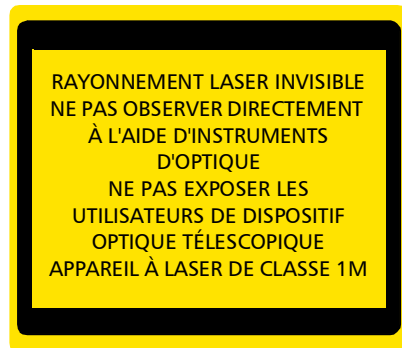 RAYONNEMENT LASER INVISIBLE
NE PAS OBSERVER DIRECTEMENT
À L'AIDE D'INSTRUMENTS
D'OPTIQUE
NE PAS EXPOSER LES
UTILISATEURS DE DISPOSITIF
OPTIQUE TÉLESCOPIQUE
APPAREIL À LASER DE CLASSE 1M